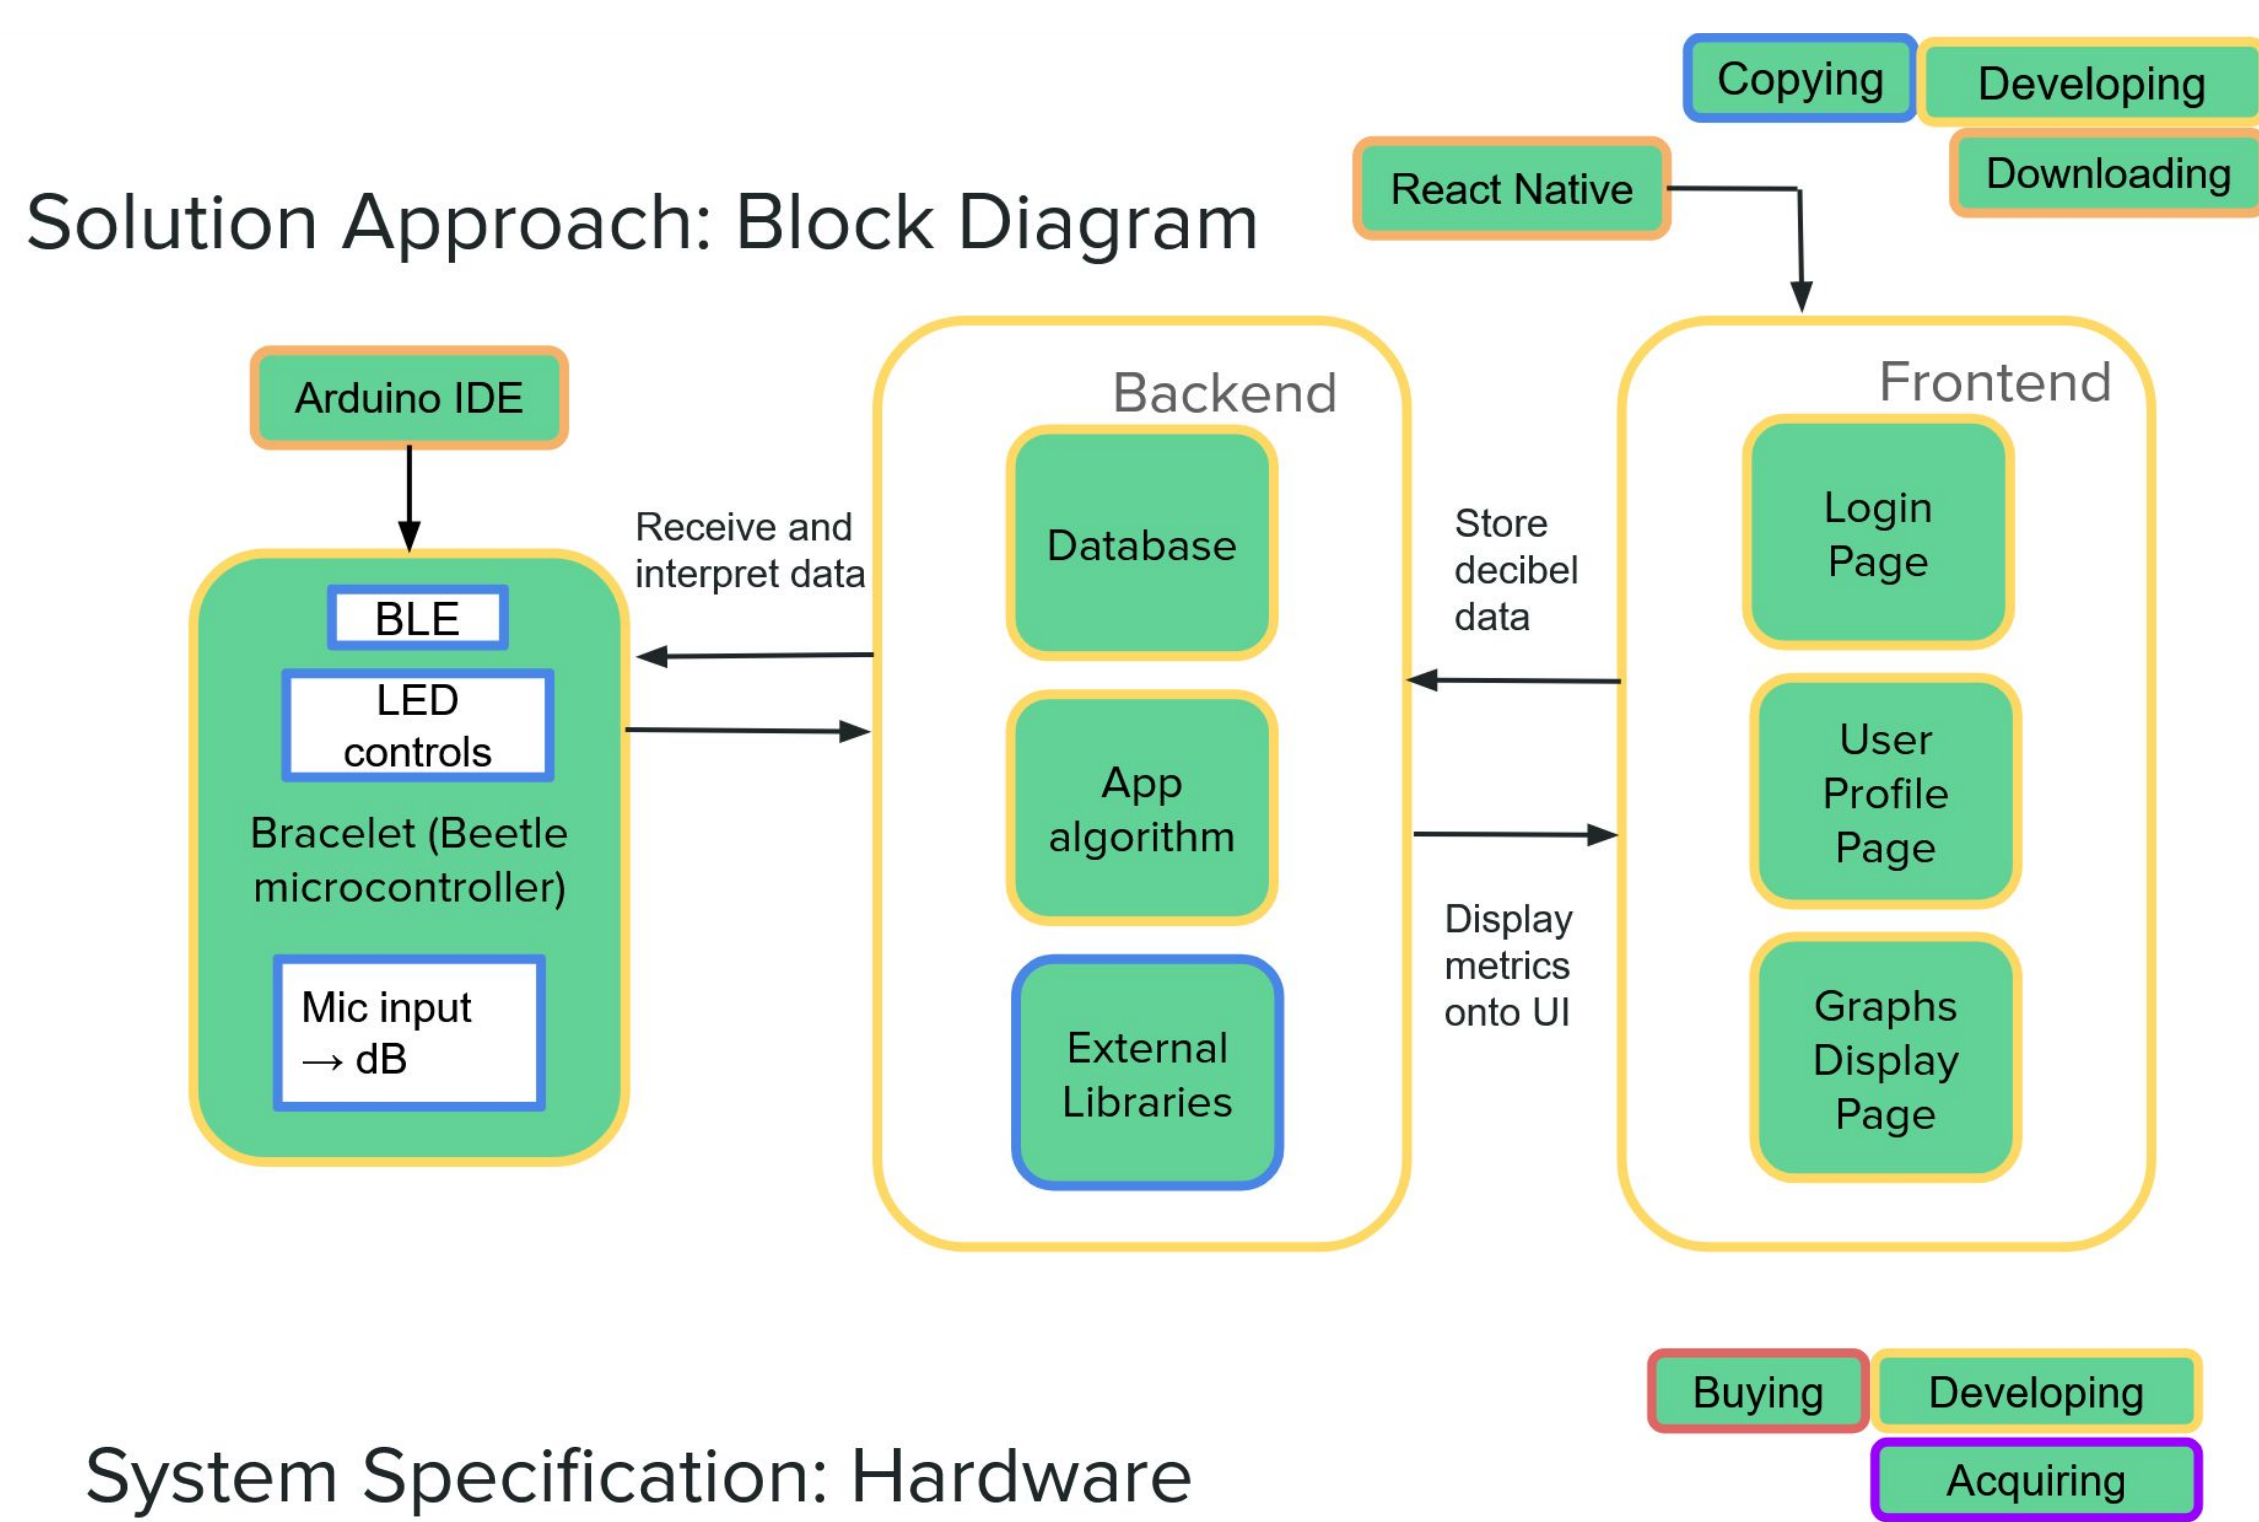 Copying
Developing
Downloading
React Native
Solution Approach: Block Diagram
Arduino IDE
BLE
LED
controls
Bracelet (Beetle
microcontroller)
Mic input
→ dB
Receive and
interpret data
Backend
Database
App
algorithm
External
Libraries
Store
decibel
data
Display
metrics
onto UI
Frontend
Login
Page
User
Profile
Page
Graphs
Display
Page
Buying
Developing
Acquiring
System Specification: Hardware